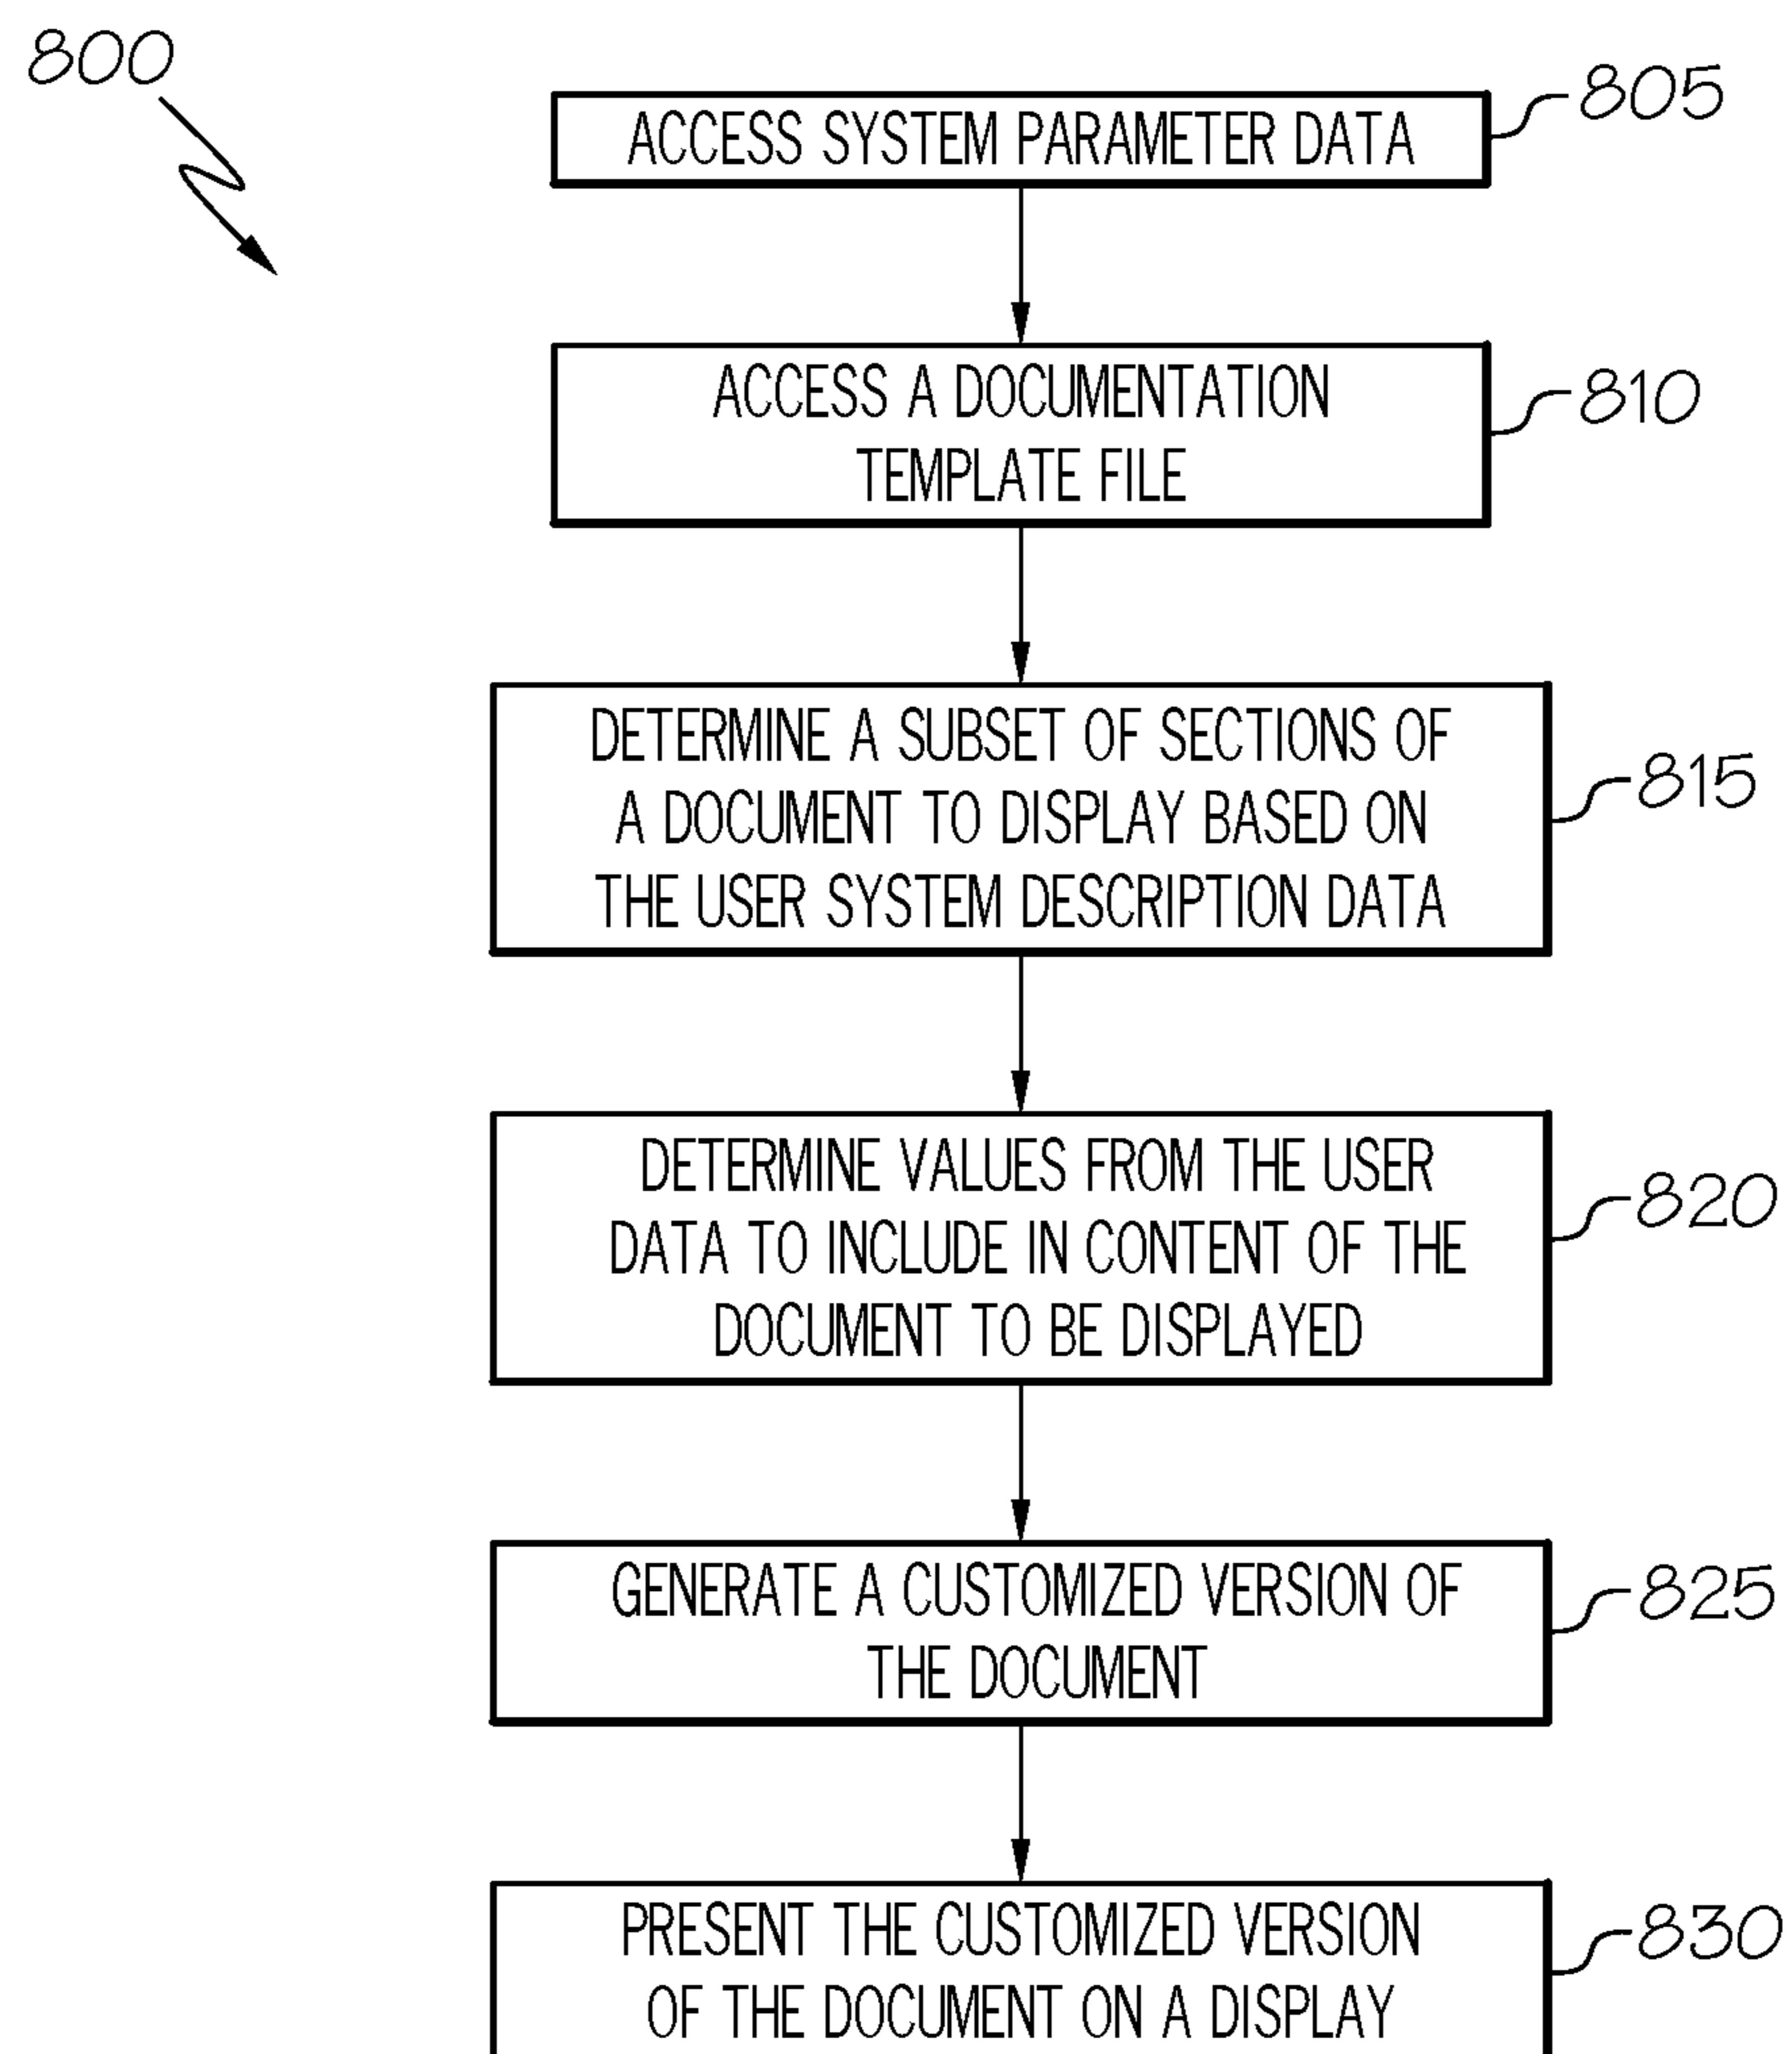 800
ACCESS SYSTEM PARAMETER DATA
805
ACCESS A DOCUMENTATION
TEMPLATE FILE
810
DETERMINE A SUBSET OF SECTIONS OF
A DOCUMENT TO DISPLAY BASED ON
THE USER SYSTEM DESCRIPTION DATA
815
DETERMINE VALUES FROM THE USER
DATA TO INCLUDE IN CONTENT OF THE
DOCUMENT TO BE DISPLAYED
820
GENERATE A CUSTOMIZED VERSION OF
THE DOCUMENT
825
PRESENT THE CUSTOMIZED VERSION
OF THE DOCUMENT ON A DISPLAY
830